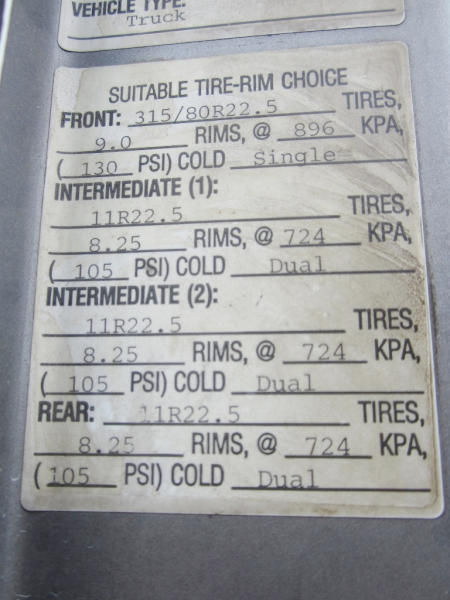 VEHICLE TYPE:
Truck
SUITABLE TIRE-RIM CHOICE
FRONT: 315/80R22.5 TIRES,
9.0 RIMS, @ 896 KPA,
( 130 PSI) COLD Single
INTERMEDIATE (1):
11R22.5 TIRES,
8.25 RIMS, @ 724 KPA,
( 105 PSI) COLD Dual
INTERMEDIATE (2):
11R22.5 TIRES,
8.25 RIMS, @ 724 KPA,
( 105 PSI) COLD Dual
REAR: 11R22.5 TIRES,
8.25 RIMS, @ 724 KPA,
(105 PSI) COLD Dual